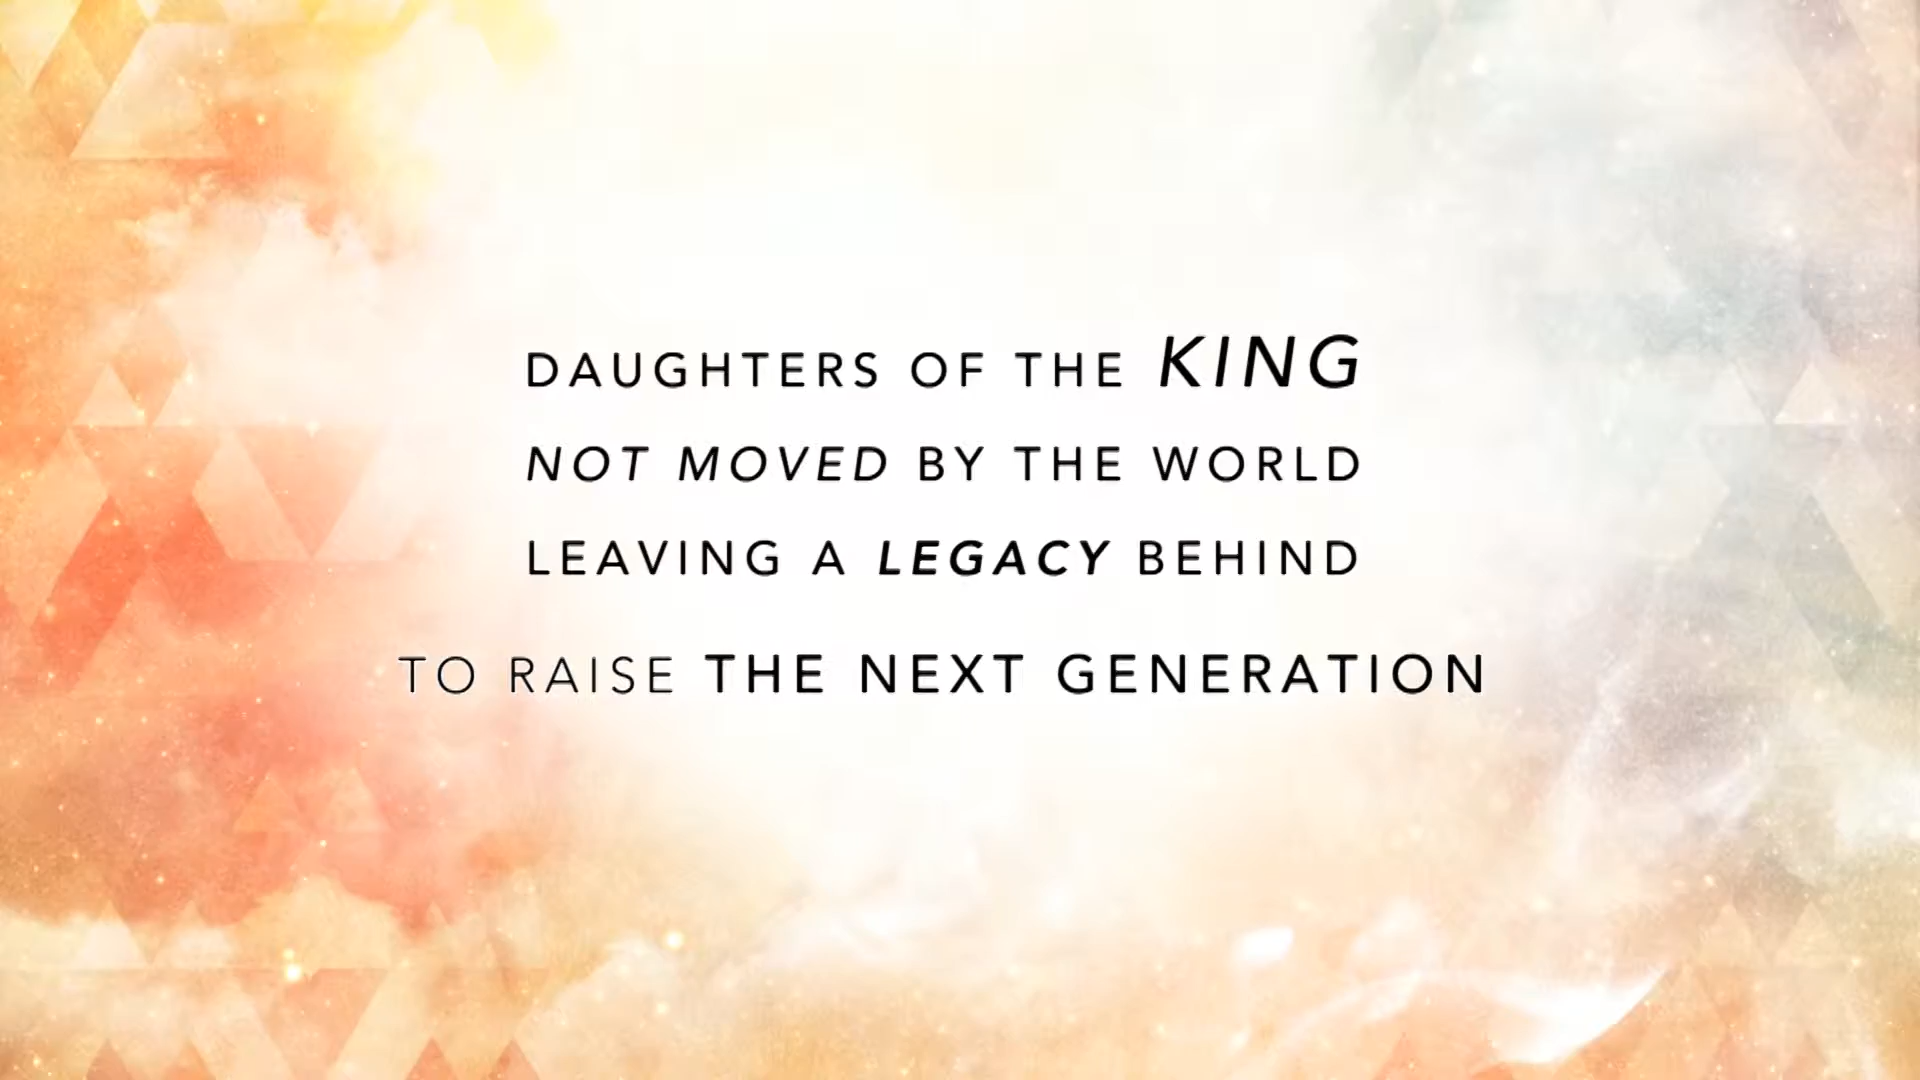 DAUGHTERS OF THE KING
NOT MOVED BY THE WORLD
LEAVING A LEGACY BEHIND
TO RAISE THE NEXT GENERATION